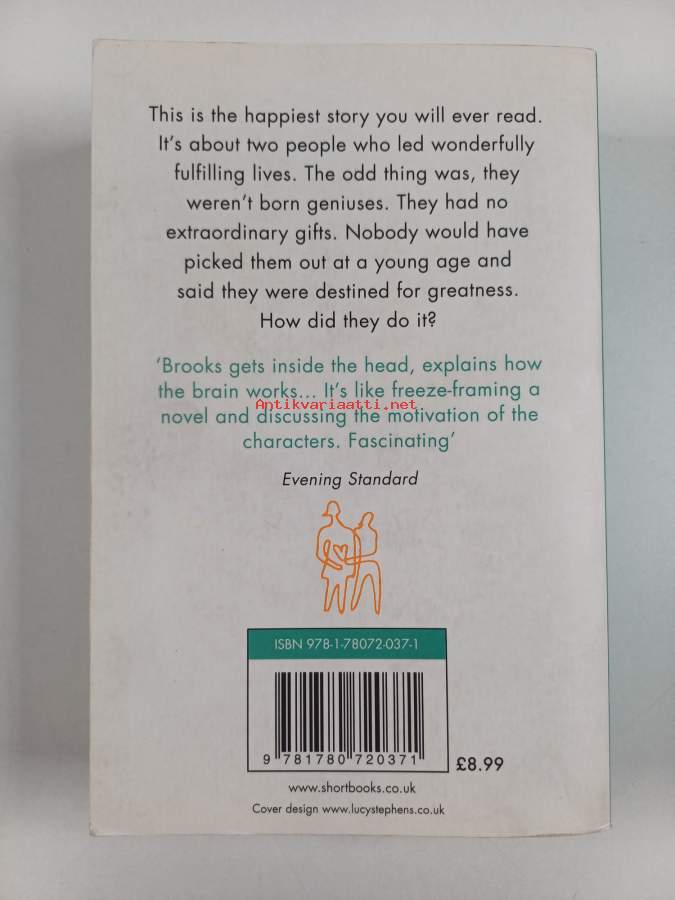 This is the happiest story you will ever read.
It's about two people who led wonderfully
fulfilling lives. The odd thing was, they
weren't born geniuses. They had no
extraordinary gifts. Nobody would have
picked them out at a young age and
said they were destined for greatness.
How did they do it?
'Brooks gets inside the head, explains how
the brain works... It's like freeze-framing a
Antikvariaatti.net
novel and discussing the motivation of the
characters. Fascinating'
Evening Standard
ISBN 978-1-78072-037-1
9 781780 720371
£8.99
www.shortbooks.co.uk
Cover design www.lucystephens.co.uk